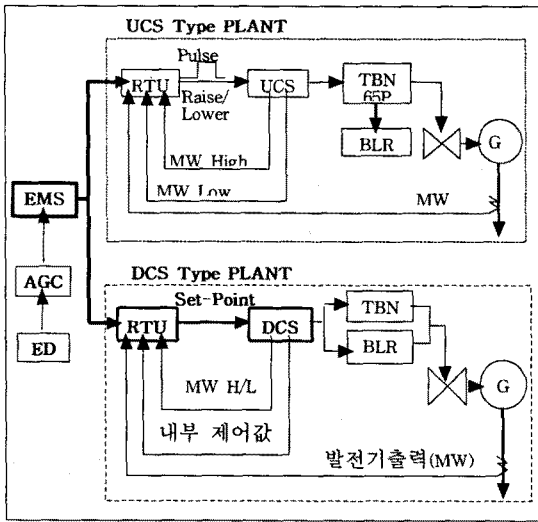 UCS Type PLANT
Pulse
RTU
Raise/
Lower
UCS
TBN
65P
BLR
G
MW High
MW Low
MW
EMS
AGC
ED
DCS Type PLANT
Set-Point
RTU
DCS
TBN
BLR
G
MW H/L
내부 제어값
발전기출력(MW)